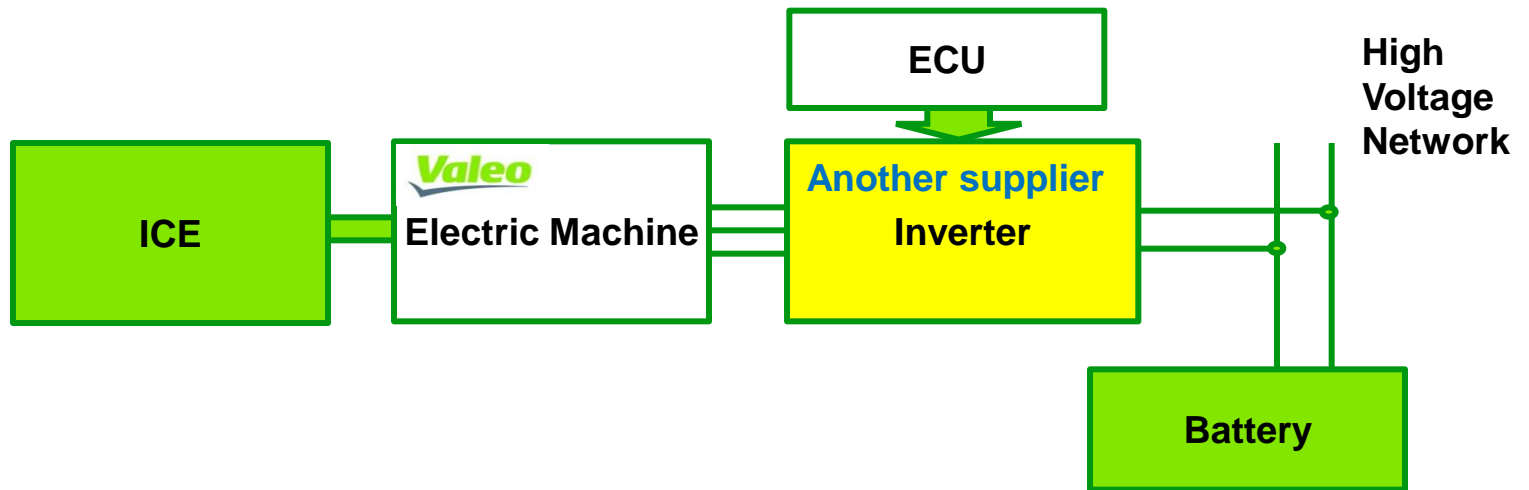 ECU
High
Voltage
Network
Valeo
Another supplier
ICE
Electric Machine
Inverter
Battery